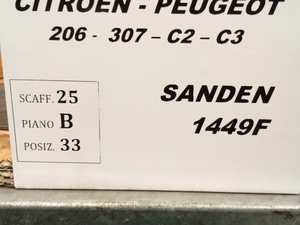 CITROEN - PEUGEOT
206 - 307 – C2 – C3
SCAFF. 25
PIANO B
POSIZ. 33
SANDEN
1449F